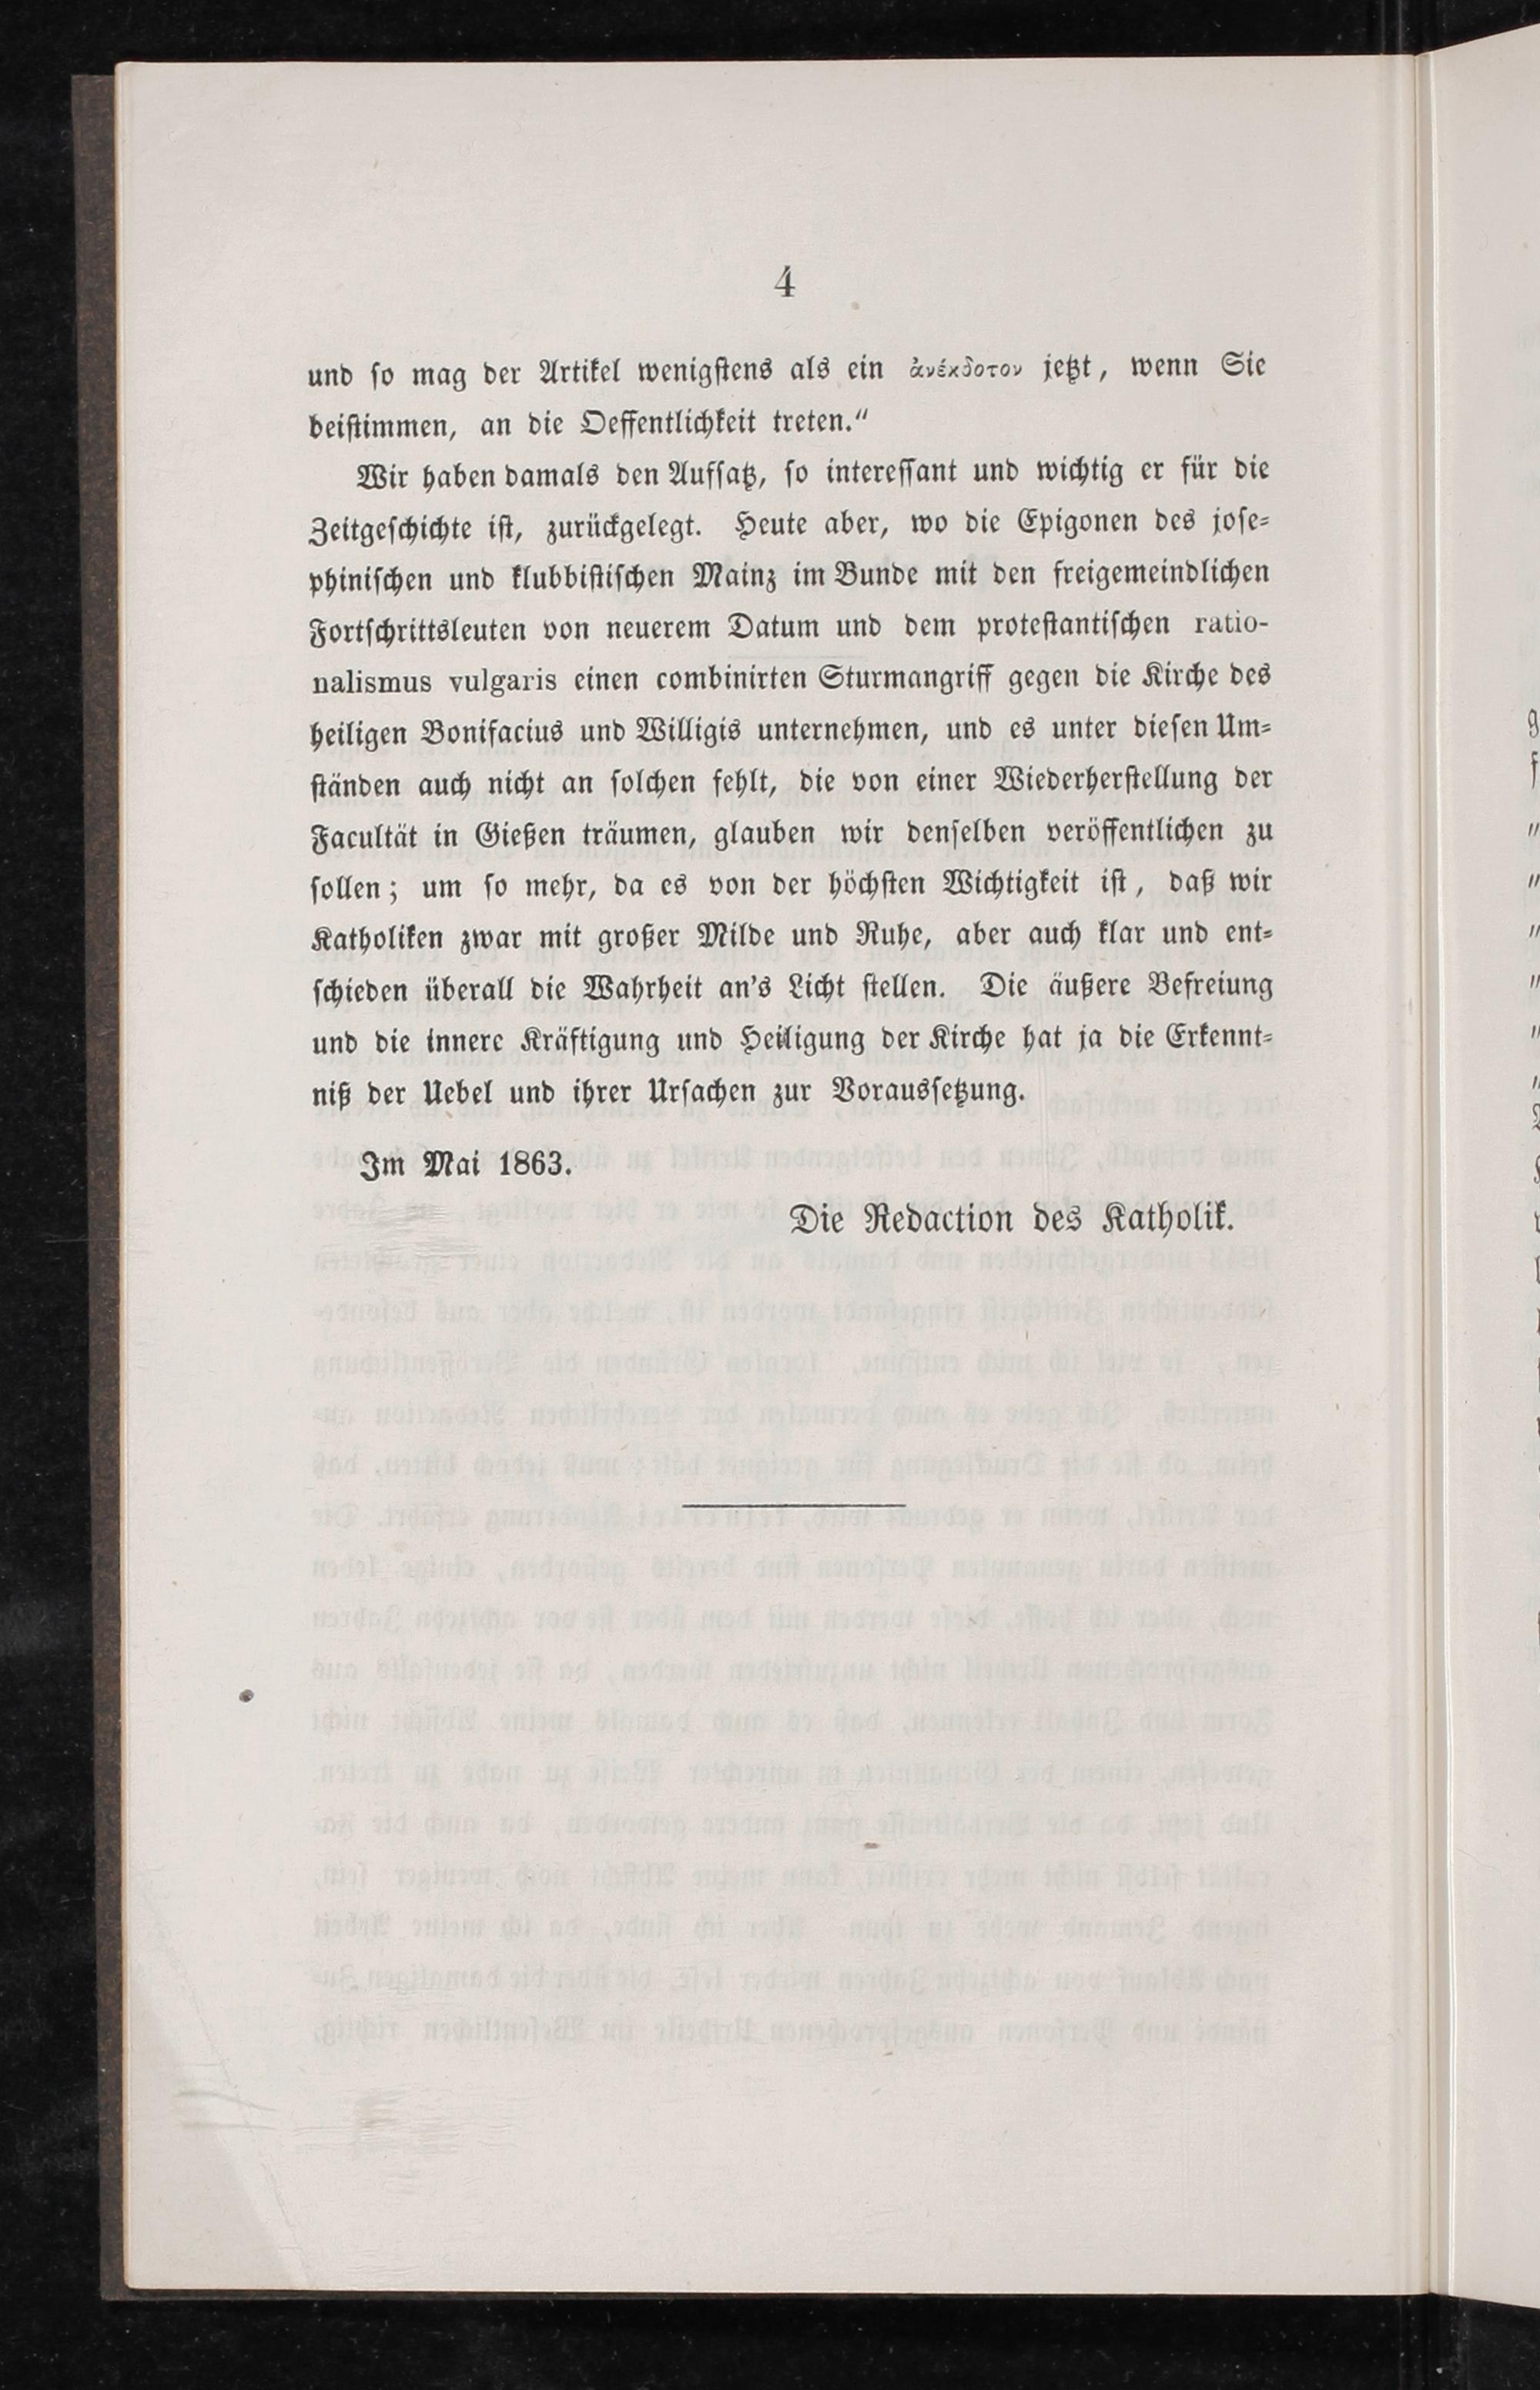 4
und ſo mag der Artikel wenigſtens als ein ἀνέκδοτον jetzt, wenn Sie
beiſtimmen, an die Oeffentlichkeit treten.“
Wir haben damals den Aufſatz, ſo intereſſant und wichtig er für die
Zeitgeſchichte iſt, zurückgelegt. Heute aber, wo die Epigonen des joſe⸗
phiniſchen und klubbiſtiſchen Mainz im Bunde mit den freigemeindlichen
Fortſchrittsleuten von neuerem Datum und dem proteſtantiſchen ratio-
nalismus vulgaris einen combinirten Sturmangriff gegen die Kirche des
heiligen Bonifacius und Willigis unternehmen, und es unter dieſen Um⸗
ſtänden auch nicht an ſolchen fehlt, die von einer Wiederherſtellung der
Facultät in Gießen träumen, glauben wir denſelben veröffentlichen zu
ſollen; um ſo mehr, da es von der höchſten Wichtigkeit iſt, daß wir
Katholiken zwar mit großer Milde und Ruhe, aber auch klar und ent⸗
ſchieden überall die Wahrheit an's Licht ſtellen. Die äußere Befreiung
und die innere Kräftigung und Heiligung der Kirche hat ja die Erkennt⸗
niß der Uebel und ihrer Urſachen zur Vorausſetzung.
Im Mai 1863.
Die Redaction des Katholik.